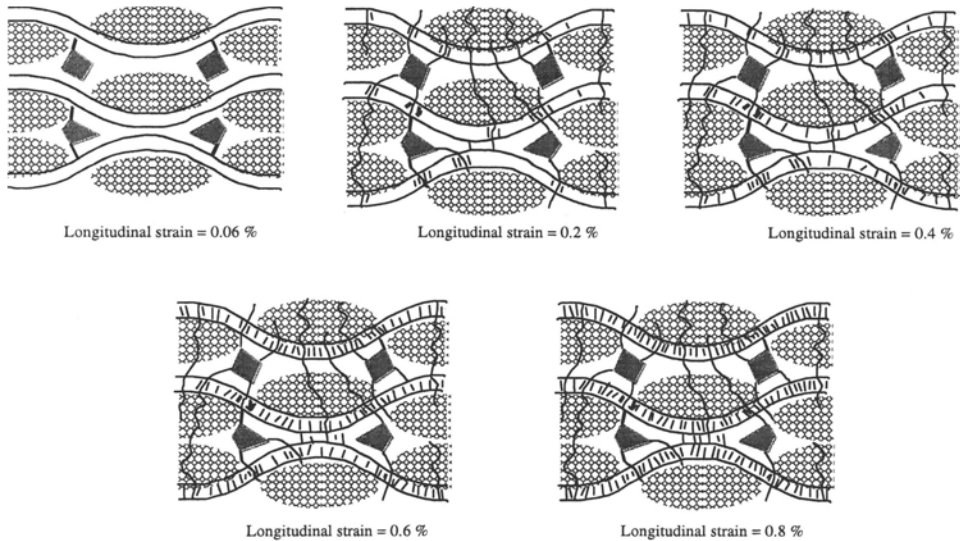 Longitudinal strain = 0.06 %
Longitudinal strain = 0.2 %
Longitudinal strain = 0.4 %
Longitudinal strain = 0.6 %
Longitudinal strain = 0.8 %